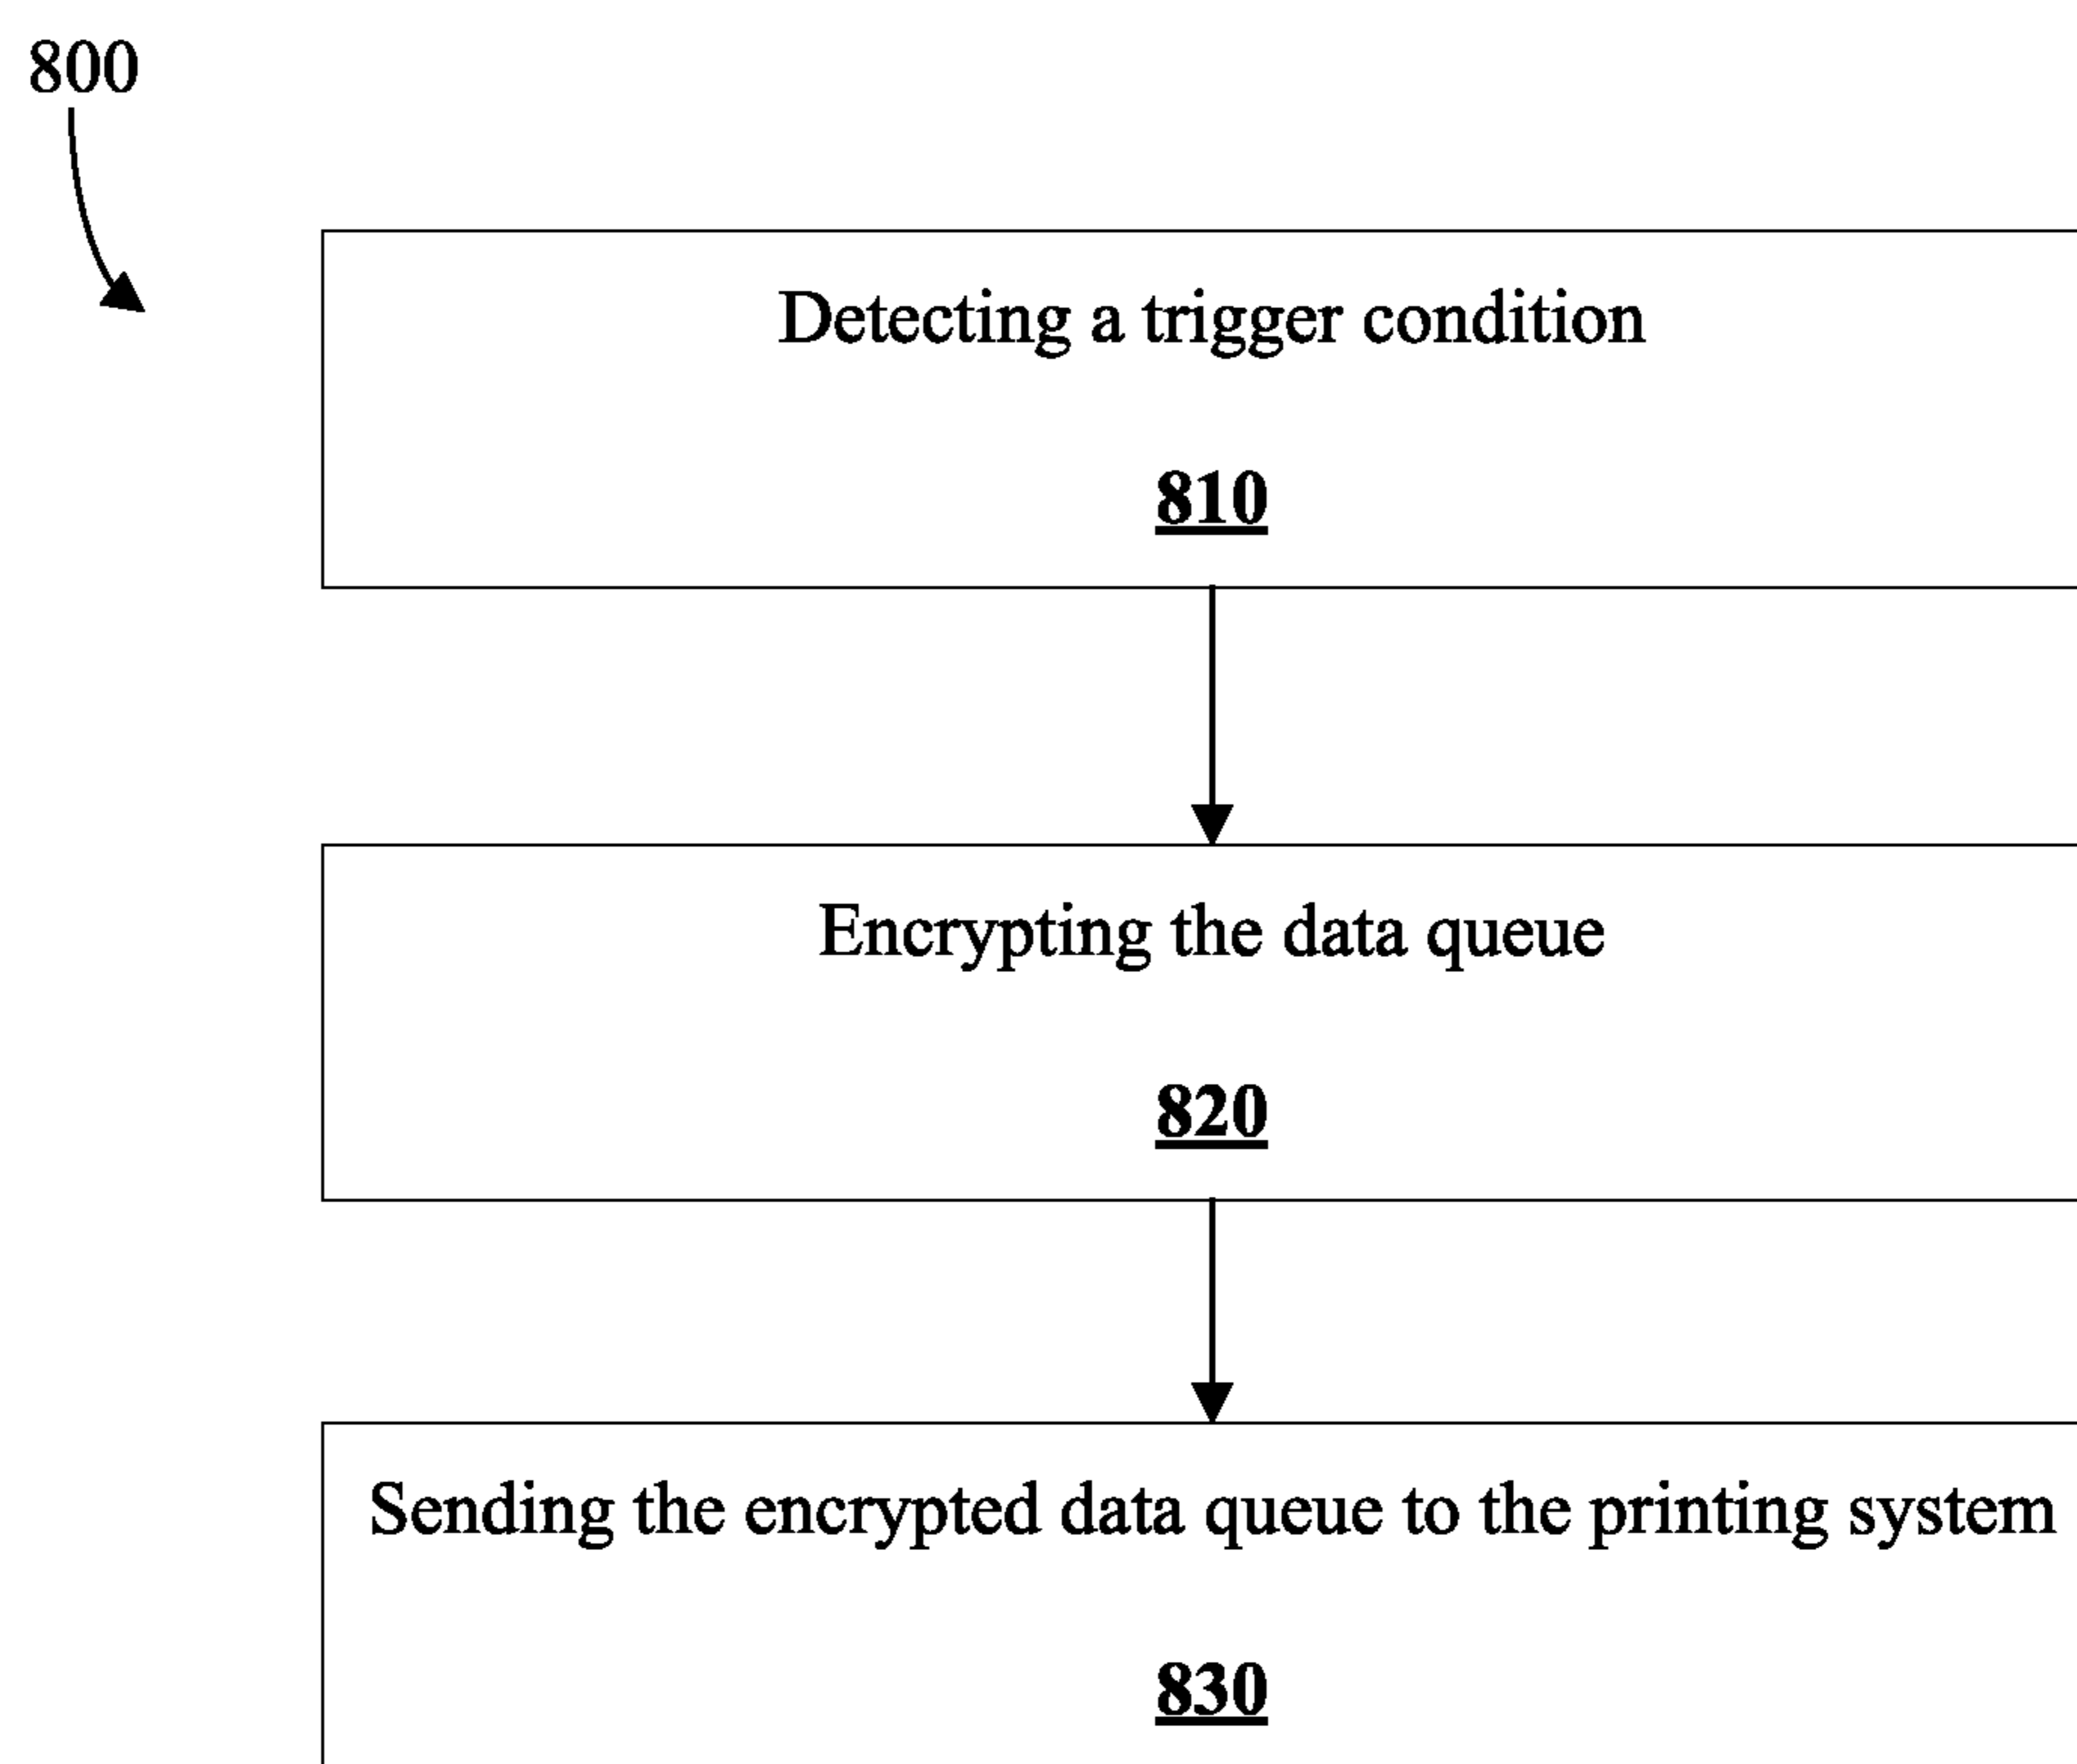 800
Detecting a trigger condition
810
Encrypting the data queue
820
Sending the encrypted data queue to the printing system
830